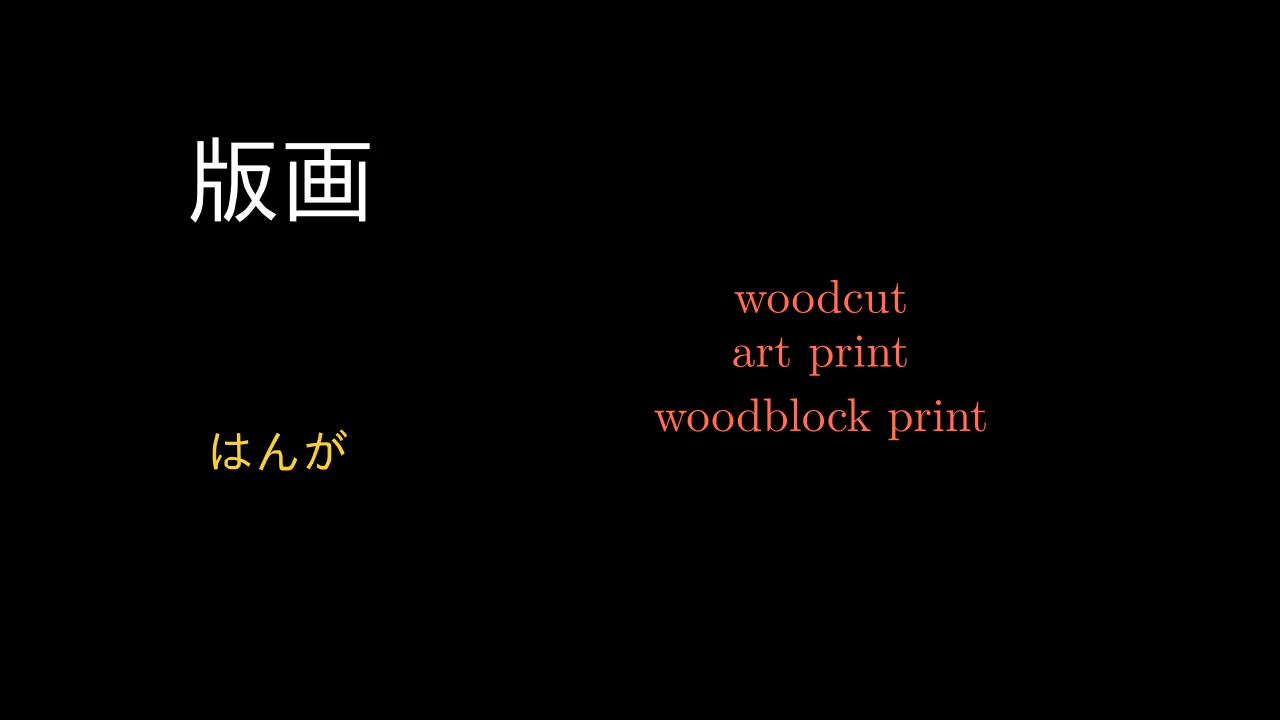 版画
はんが
woodcut
art print
woodblock print